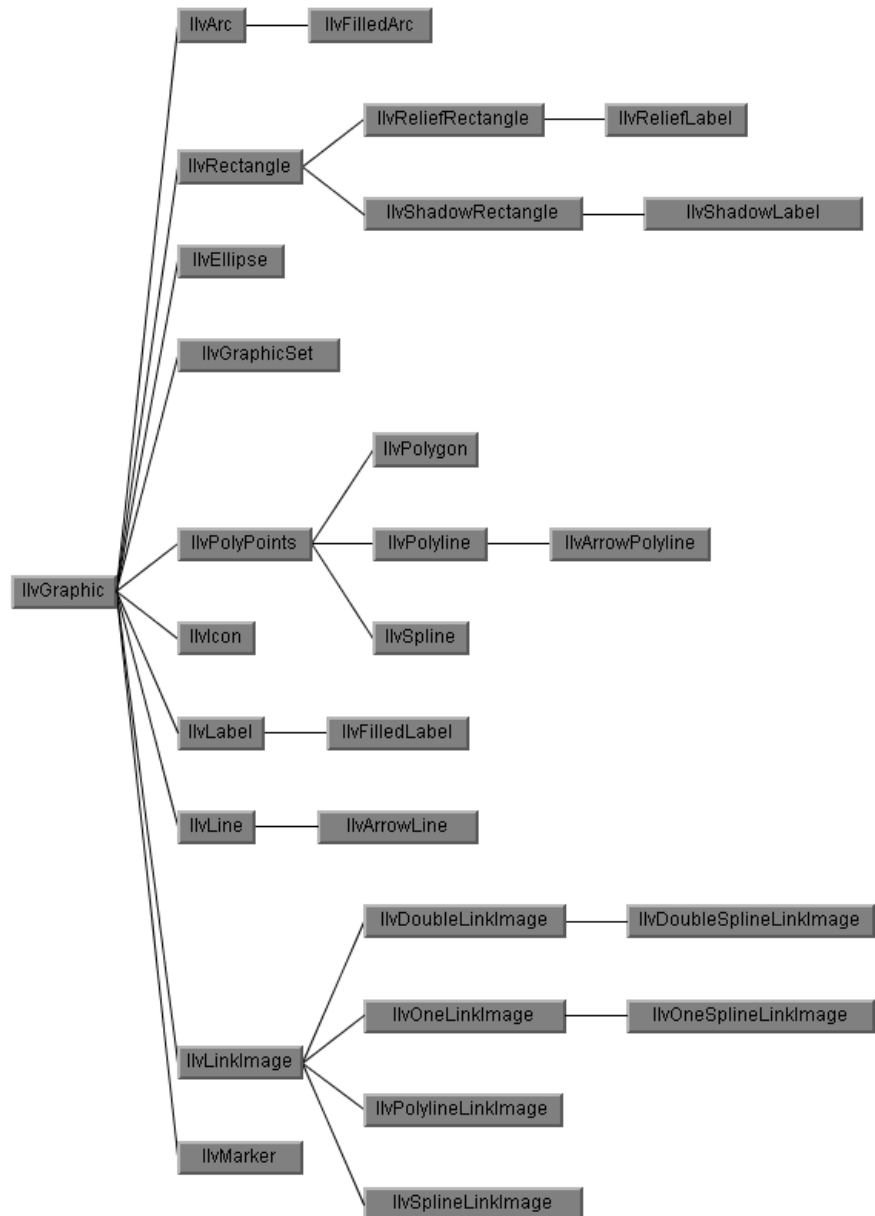 IlvArc
IlvFilledArc
IlvReliefRectangle
IlvReliefLabel
IlvRectangle
IlvShadowRectangle
IlvShadowLabel
IlvEllipse
IlvGraphicSet
IlvPolygon
IlvPolyPoints
IlvPolyline
IlvArrowPolyline
IlvGraphic
IlvIcon
IlvSpline
IlvLabel
IlvFilledLabel
IlvLine
IlvArrowLine
IlvDoubleLinkImage
IlvDoubleSplineLinkImage
IlvOneLinkImage
IlvOneSplineLinkImage
IlvLinkImage
IlvPolylineLinkImage
IlvMarker
IlvSplineLinkImage